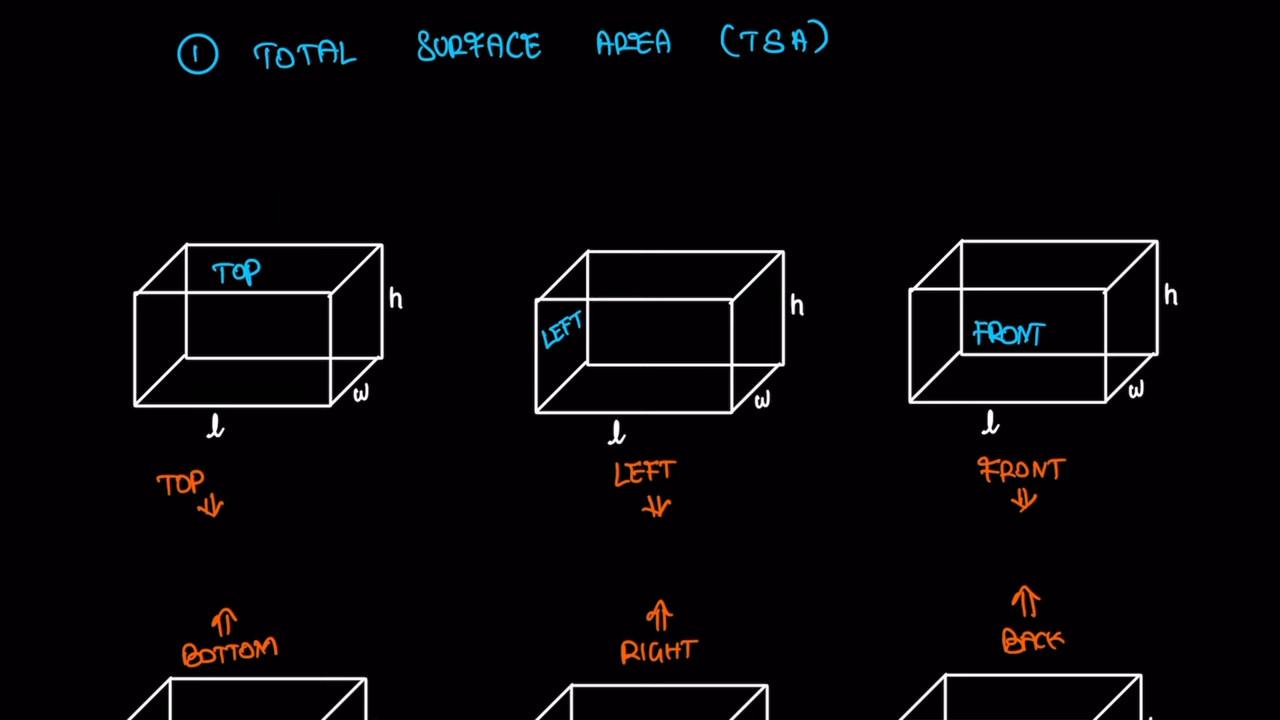 ① TOTAL SURFACE AREA (TSA)
TOP
h
w
l
LEFT
h
w
l
FRONT
h
w
l
TOP
LEFT
FRONT
BOTTOM
RIGHT
BACK